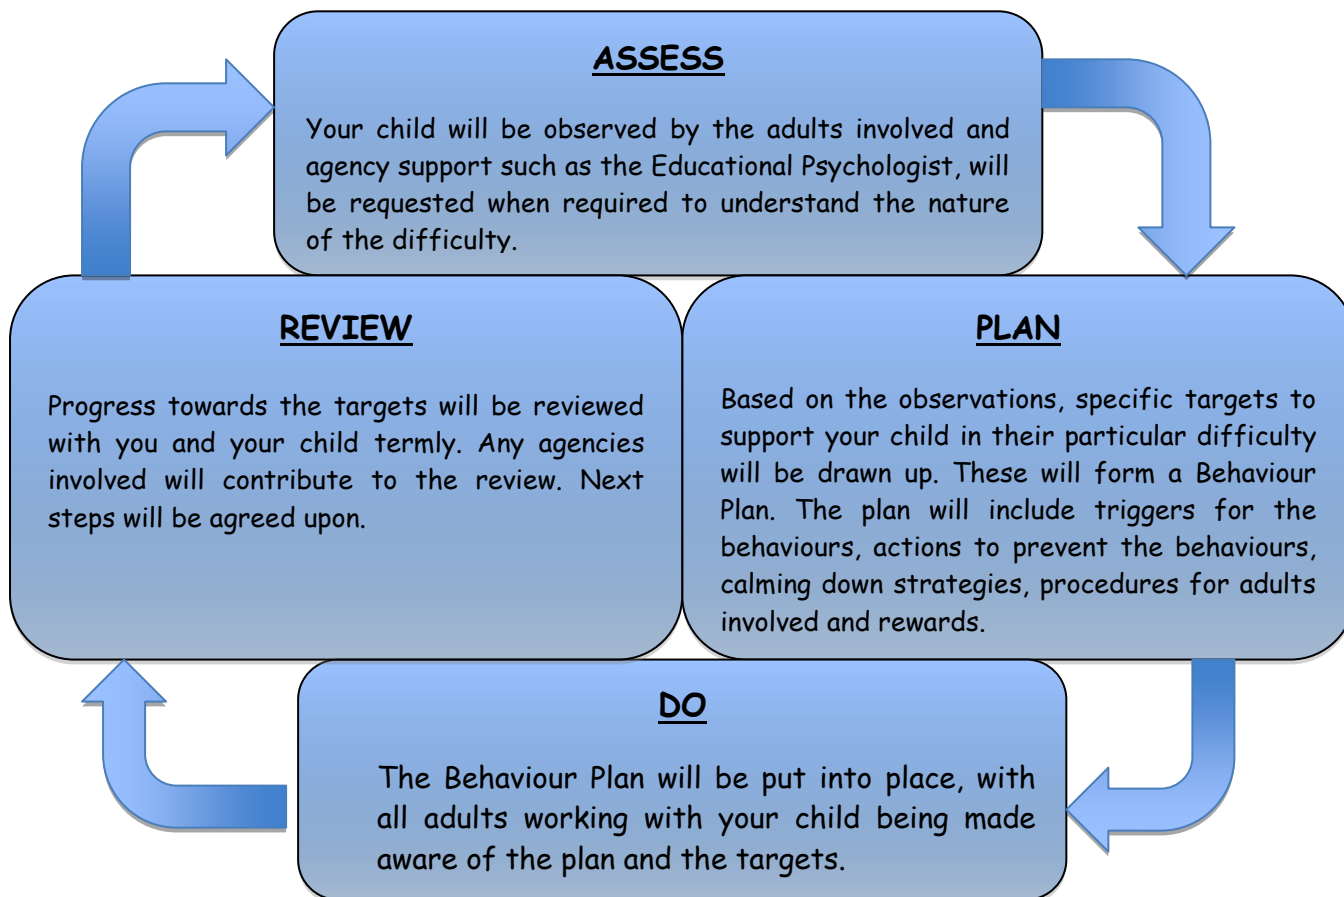 ASSESS
Your child will be observed by the adults involved and
agency support such as the Educational Psychologist, will
be requested when required to understand the nature
of the difficulty.
PLAN
Based on the observations, specific targets to
support your child in their particular difficulty
will be drawn up. These will form a Behaviour
Plan. The plan will include triggers for the
behaviours, actions to prevent the behaviours,
calming down strategies, procedures for adults
involved and rewards.
DO
The Behaviour Plan will be put into place, with
all adults working with your child being made
aware of the plan and the targets.
REVIEW
Progress towards the targets will be reviewed
with you and your child termly. Any agencies
involved will contribute to the review. Next
steps will be agreed upon.